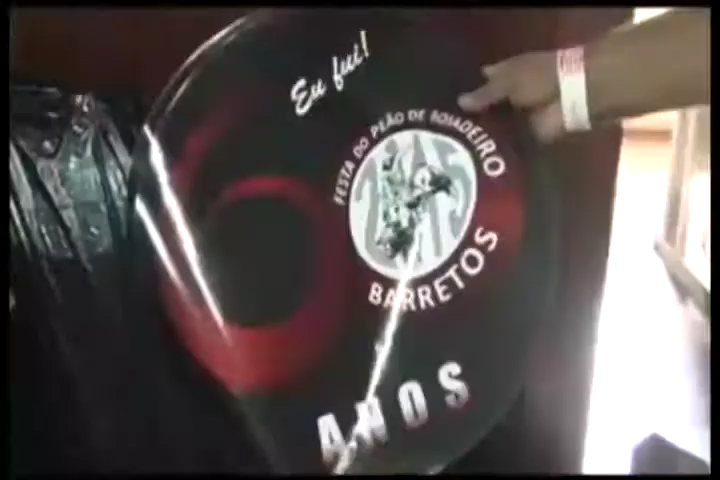 Eu fui!
FESTA DO PEÃO DE BOIADEIRO
BARRETOS
ANOS